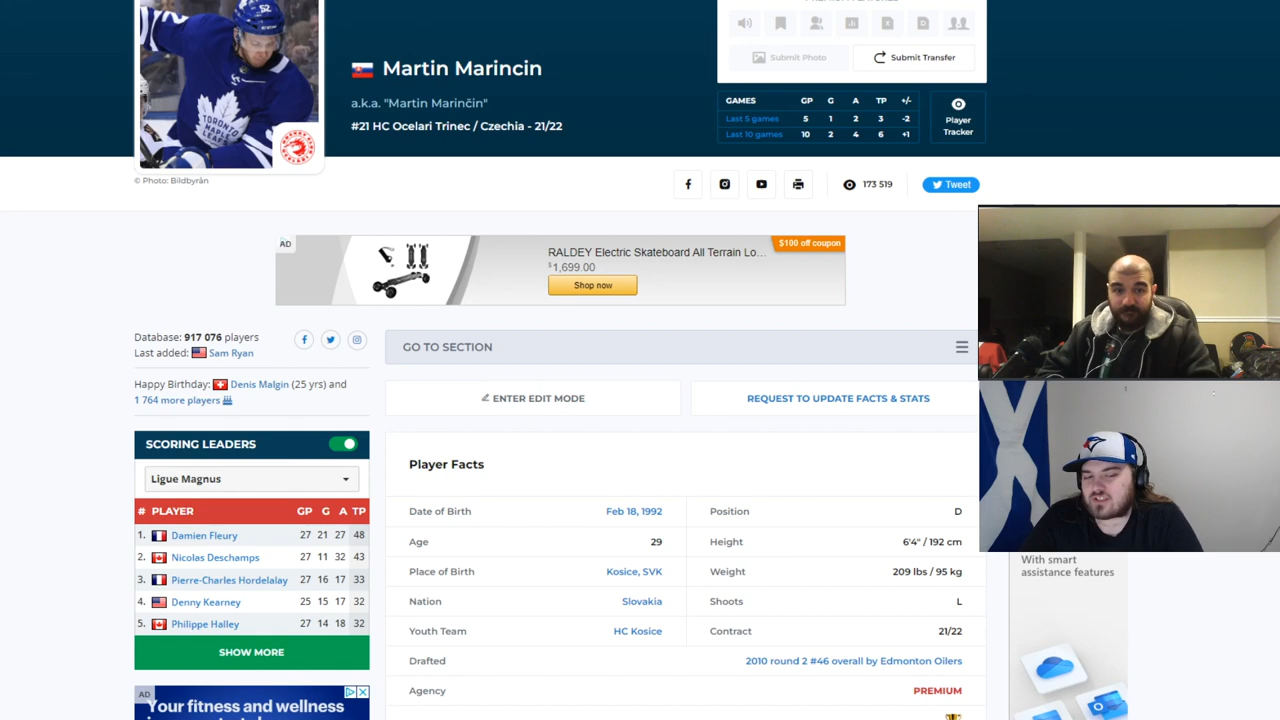 52
Submit Photo
Submit Transfer
Martin Marincin
a.k.a. "Martin Marinčin"
#21 HC Ocelari Trinec / Czechia - 21/22
GAMES GP G A TP +/-
Last 5 games 5 1 2 3 -2
Last 10 games 10 2 4 6 +1
Player
Tracker
TORONTO
MAPLE
LEAFS
© Photo: Bildbyrån
173 519
Tweet
AD
RALDEY Electric Skateboard All Terrain Lo…
$1,699.00
Shop now
$100 off coupon
Database: 917 076 players
Last added: Sam Ryan
Happy Birthday: Denis Malgin (25 yrs) and
1 764 more players
GO TO SECTION
ENTER EDIT MODE
REQUEST TO UPDATE FACTS & STATS
SCORING LEADERS
Ligue Magnus
# PLAYER GP G A TP
1. Damien Fleury 27 21 27 48
2. Nicolas Deschamps 27 11 32 43
3. Pierre-Charles Hordelalay 27 16 17 33
4. Denny Kearney 25 15 17 32
5. Philippe Halley 27 14 18 32
SHOW MORE
AD
Your fitness and wellness
Player Facts
Date of Birth Feb 18, 1992 Position D
Age 29 Height 6'4" / 192 cm
Place of Birth Kosice, SVK Weight 209 lbs / 95 kg
Nation Slovakia Shoots L
Youth Team HC Kosice Contract 21/22
Drafted 2010 round 2 #46 overall by Edmonton Oilers
Agency PREMIUM
With smart
assistance features